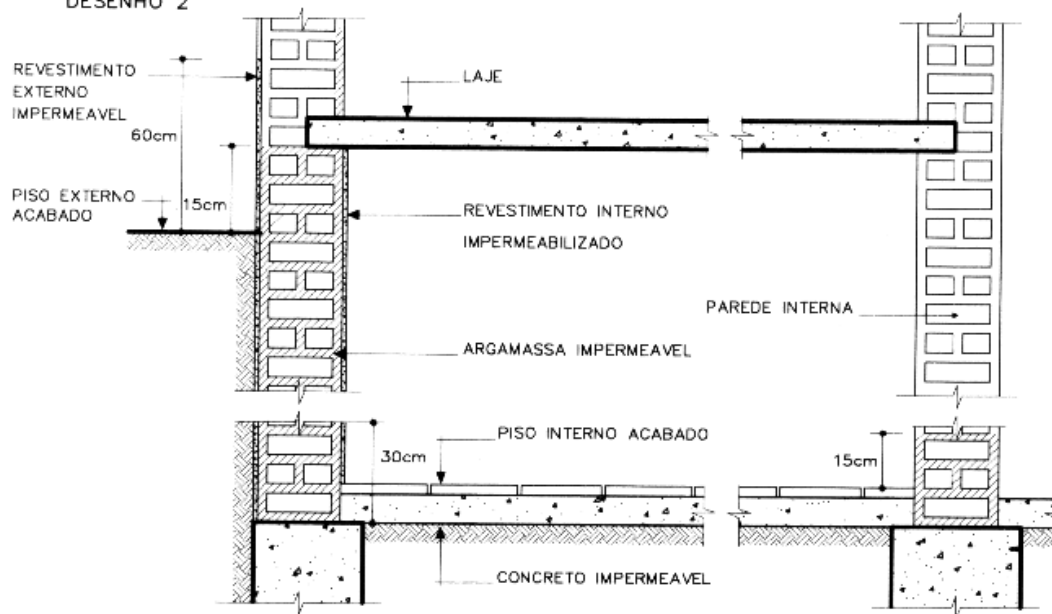 DESENHO 2
REVESTIMENTO
EXTERNO
IMPERMEAVEL
60cm
PISO EXTERNO
ACABADO
15cm
LAJE
REVESTIMENTO INTERNO
IMPERMEABILIZADO
PAREDE INTERNA
ARGAMASSA IMPERMEAVEL
PISO INTERNO ACABADO
30cm
15cm
CONCRETO IMPERMEAVEL